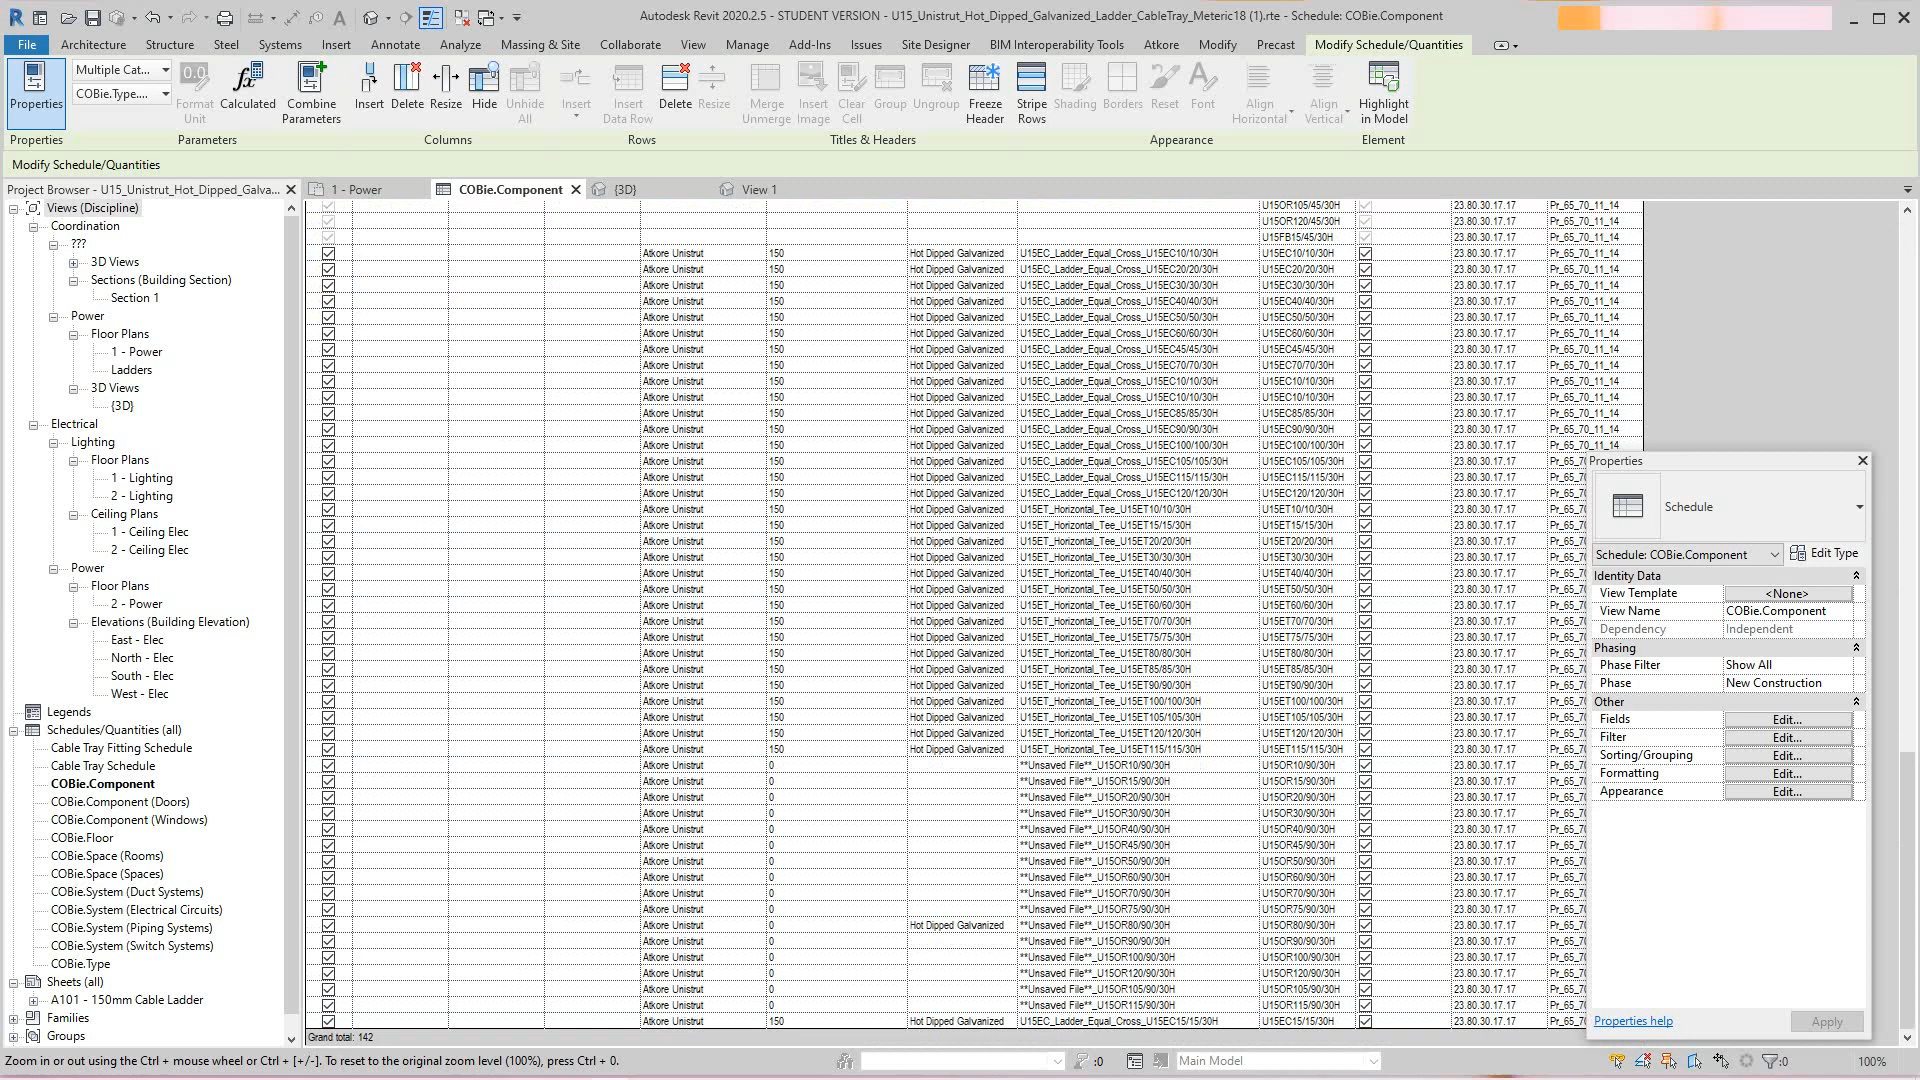 Autodesk Revit 2020.2.5 - STUDENT VERSION - U15_Unistrut_Hot_Dipped_Galvanized_Ladder_CableTray_Meteric18 (1).rte - Schedule: COBie.Component
File Architecture Structure Steel Systems Insert Annotate Analyze Massing & Site Collaborate View Manage Add-Ins Issues Site Designer BIM Interoperability Tools Atkore Modify Precast Modify Schedule/Quantities
Multiple Cat...
COBie.Type....
Properties Format Unit Calculated Combine Parameters Insert Delete Resize Hide Unhide All Insert Insert Data Row Delete Resize Merge Unmerge Insert Image Clear Cell Group Ungroup Freeze Header Stripe Rows Shading Borders Reset Font Align Horizontal Align Vertical Highlight in Model
Properties Parameters Columns Rows Titles & Headers Appearance Element
Modify Schedule/Quantities
Project Browser - U15_Unistrut_Hot_Dipped_Galva...
1 - Power COBie.Component {3D} View 1
Views (Discipline)
Coordination
???
3D Views
Sections (Building Section)
Section 1
Power
Floor Plans
1 - Power
Ladders
3D Views
{3D}
Electrical
Lighting
Floor Plans
1 - Lighting
2 - Lighting
Ceiling Plans
1 - Ceiling Elec
2 - Ceiling Elec
Power
Floor Plans
2 - Power
Elevations (Building Elevation)
East - Elec
North - Elec
South - Elec
West - Elec
Legends
Schedules/Quantities (all)
Cable Tray Fitting Schedule
Cable Tray Schedule
COBie.Component
COBie.Component (Doors)
COBie.Component (Windows)
COBie.Floor
COBie.Space (Rooms)
COBie.Space (Spaces)
COBie.System (Duct Systems)
COBie.System (Electrical Circuits)
COBie.System (Piping Systems)
COBie.System (Switch Systems)
COBie.Type
Sheets (all)
A101 - 150mm Cable Ladder
Families
Groups
U15OR105/45/30H 23.80.30.17.17 Pr_65_70_11_14
U15OR120/45/30H 23.80.30.17.17 Pr_65_70_11_14
U15FB15/45/30H 23.80.30.17.17 Pr_65_70_11_14
Atkore Unistrut 150 Hot Dipped Galvanized U15EC_Ladder_Equal_Cross_U15EC10/10/30H U15EC10/10/30H 23.80.30.17.17 Pr_65_70_11_14
Atkore Unistrut 150 Hot Dipped Galvanized U15EC_Ladder_Equal_Cross_U15EC20/20/30H U15EC20/20/30H 23.80.30.17.17 Pr_65_70_11_14
Atkore Unistrut 150 Hot Dipped Galvanized U15EC_Ladder_Equal_Cross_U15EC30/30/30H U15EC30/30/30H 23.80.30.17.17 Pr_65_70_11_14
Atkore Unistrut 150 Hot Dipped Galvanized U15EC_Ladder_Equal_Cross_U15EC40/40/30H U15EC40/40/30H 23.80.30.17.17 Pr_65_70_11_14
Atkore Unistrut 150 Hot Dipped Galvanized U15EC_Ladder_Equal_Cross_U15EC50/50/30H U15EC50/50/30H 23.80.30.17.17 Pr_65_70_11_14
Atkore Unistrut 150 Hot Dipped Galvanized U15EC_Ladder_Equal_Cross_U15EC60/60/30H U15EC60/60/30H 23.80.30.17.17 Pr_65_70_11_14
Atkore Unistrut 150 Hot Dipped Galvanized U15EC_Ladder_Equal_Cross_U15EC45/45/30H U15EC45/45/30H 23.80.30.17.17 Pr_65_70_11_14
Atkore Unistrut 150 Hot Dipped Galvanized U15EC_Ladder_Equal_Cross_U15EC70/70/30H U15EC70/70/30H 23.80.30.17.17 Pr_65_70_11_14
Atkore Unistrut 150 Hot Dipped Galvanized U15EC_Ladder_Equal_Cross_U15EC10/10/30H U15EC10/10/30H 23.80.30.17.17 Pr_65_70_11_14
Atkore Unistrut 150 Hot Dipped Galvanized U15EC_Ladder_Equal_Cross_U15EC10/10/30H U15EC10/10/30H 23.80.30.17.17 Pr_65_70_11_14
Atkore Unistrut 150 Hot Dipped Galvanized U15EC_Ladder_Equal_Cross_U15EC85/85/30H U15EC85/85/30H 23.80.30.17.17 Pr_65_70_11_14
Atkore Unistrut 150 Hot Dipped Galvanized U15EC_Ladder_Equal_Cross_U15EC90/90/30H U15EC90/90/30H 23.80.30.17.17 Pr_65_70_11_14
Atkore Unistrut 150 Hot Dipped Galvanized U15EC_Ladder_Equal_Cross_U15EC100/100/30H U15EC100/100/30H 23.80.30.17.17 Pr_65_70_11_14
Atkore Unistrut 150 Hot Dipped Galvanized U15EC_Ladder_Equal_Cross_U15EC105/105/30H U15EC105/105/30H 23.80.30.17.17 Pr_65_70
Atkore Unistrut 150 Hot Dipped Galvanized U15EC_Ladder_Equal_Cross_U15EC115/115/30H U15EC115/115/30H 23.80.30.17.17 Pr_65_70
Atkore Unistrut 150 Hot Dipped Galvanized U15EC_Ladder_Equal_Cross_U15EC120/120/30H U15EC120/120/30H 23.80.30.17.17 Pr_65_70
Atkore Unistrut 150 Hot Dipped Galvanized U15ET_Horizontal_Tee_U15ET10/10/30H U15ET10/10/30H 23.80.30.17.17 Pr_65_70
Atkore Unistrut 150 Hot Dipped Galvanized U15ET_Horizontal_Tee_U15ET15/15/30H U15ET15/15/30H 23.80.30.17.17 Pr_65_70
Atkore Unistrut 150 Hot Dipped Galvanized U15ET_Horizontal_Tee_U15ET20/20/30H U15ET20/20/30H 23.80.30.17.17 Pr_65_70
Atkore Unistrut 150 Hot Dipped Galvanized U15ET_Horizontal_Tee_U15ET30/30/30H U15ET30/30/30H 23.80.30.17.17 Pr_65_70
Atkore Unistrut 150 Hot Dipped Galvanized U15ET_Horizontal_Tee_U15ET40/40/30H U15ET40/40/30H 23.80.30.17.17 Pr_65_70
Atkore Unistrut 150 Hot Dipped Galvanized U15ET_Horizontal_Tee_U15ET50/50/30H U15ET50/50/30H 23.80.30.17.17 Pr_65_70
Atkore Unistrut 150 Hot Dipped Galvanized U15ET_Horizontal_Tee_U15ET60/60/30H U15ET60/60/30H 23.80.30.17.17 Pr_65_70
Atkore Unistrut 150 Hot Dipped Galvanized U15ET_Horizontal_Tee_U15ET70/70/30H U15ET70/70/30H 23.80.30.17.17 Pr_65_70
Atkore Unistrut 150 Hot Dipped Galvanized U15ET_Horizontal_Tee_U15ET75/75/30H U15ET75/75/30H 23.80.30.17.17 Pr_65_70
Atkore Unistrut 150 Hot Dipped Galvanized U15ET_Horizontal_Tee_U15ET80/80/30H U15ET80/80/30H 23.80.30.17.17 Pr_65_70
Atkore Unistrut 150 Hot Dipped Galvanized U15ET_Horizontal_Tee_U15ET85/85/30H U15ET85/85/30H 23.80.30.17.17 Pr_65_70
Atkore Unistrut 150 Hot Dipped Galvanized U15ET_Horizontal_Tee_U15ET90/90/30H U15ET90/90/30H 23.80.30.17.17 Pr_65_70
Atkore Unistrut 150 Hot Dipped Galvanized U15ET_Horizontal_Tee_U15ET100/100/30H U15ET100/100/30H 23.80.30.17.17 Pr_65_70
Atkore Unistrut 150 Hot Dipped Galvanized U15ET_Horizontal_Tee_U15ET105/105/30H U15ET105/105/30H 23.80.30.17.17 Pr_65_70
Atkore Unistrut 150 Hot Dipped Galvanized U15ET_Horizontal_Tee_U15ET120/120/30H U15ET120/120/30H 23.80.30.17.17 Pr_65_70
Atkore Unistrut 150 Hot Dipped Galvanized U15ET_Horizontal_Tee_U15ET115/115/30H U15ET115/115/30H 23.80.30.17.17 Pr_65_70
Atkore Unistrut 0 **Unsaved File**_U15OR10/90/30H U15OR10/90/30H 23.80.30.17.17 Pr_65_70
Atkore Unistrut 0 **Unsaved File**_U15OR15/90/30H U15OR15/90/30H 23.80.30.17.17 Pr_65_70
Atkore Unistrut 0 **Unsaved File**_U15OR20/90/30H U15OR20/90/30H 23.80.30.17.17 Pr_65_70
Atkore Unistrut 0 **Unsaved File**_U15OR30/90/30H U15OR30/90/30H 23.80.30.17.17 Pr_65_70
Atkore Unistrut 0 **Unsaved File**_U15OR40/90/30H U15OR40/90/30H 23.80.30.17.17 Pr_65_70
Atkore Unistrut 0 **Unsaved File**_U15OR45/90/30H U15OR45/90/30H 23.80.30.17.17 Pr_65_70
Atkore Unistrut 0 **Unsaved File**_U15OR50/90/30H U15OR50/90/30H 23.80.30.17.17 Pr_65_70
Atkore Unistrut 0 **Unsaved File**_U15OR60/90/30H U15OR60/90/30H 23.80.30.17.17 Pr_65_70
Atkore Unistrut 0 **Unsaved File**_U15OR70/90/30H U15OR70/90/30H 23.80.30.17.17 Pr_65_70
Atkore Unistrut 0 **Unsaved File**_U15OR75/90/30H U15OR75/90/30H 23.80.30.17.17 Pr_65_70
Atkore Unistrut 0 Hot Dipped Galvanized **Unsaved File**_U15OR80/90/30H U15OR80/90/30H 23.80.30.17.17 Pr_65_70
Atkore Unistrut 0 **Unsaved File**_U15OR90/90/30H U15OR90/90/30H 23.80.30.17.17 Pr_65_70
Atkore Unistrut 0 **Unsaved File**_U15OR100/90/30H U15OR100/90/30H 23.80.30.17.17 Pr_65_70
Atkore Unistrut 0 **Unsaved File**_U15OR120/90/30H U15OR120/90/30H 23.80.30.17.17 Pr_65_70
Atkore Unistrut 0 **Unsaved File**_U15OR105/90/30H U15OR105/90/30H 23.80.30.17.17 Pr_65_70
Atkore Unistrut 0 **Unsaved File**_U15OR115/90/30H U15OR115/90/30H 23.80.30.17.17 Pr_65_70
Atkore Unistrut 150 Hot Dipped Galvanized U15EC_Ladder_Equal_Cross_U15EC15/15/30H U15EC15/15/30H 23.80.30.17.17 Pr_65_70
Grand total: 142
Properties
Schedule
Schedule: COBie.Component Edit Type
Identity Data
View Template <None>
View Name COBie.Component
Dependency Independent
Phasing
Phase Filter Show All
Phase New Construction
Other
Fields Edit...
Filter Edit...
Sorting/Grouping Edit...
Formatting Edit...
Appearance Edit...
Properties help Apply
Zoom in or out using the Ctrl + mouse wheel or Ctrl + [+/-]. To reset to the original zoom level (100%), press Ctrl + 0.
:0 Main Model :0 100%